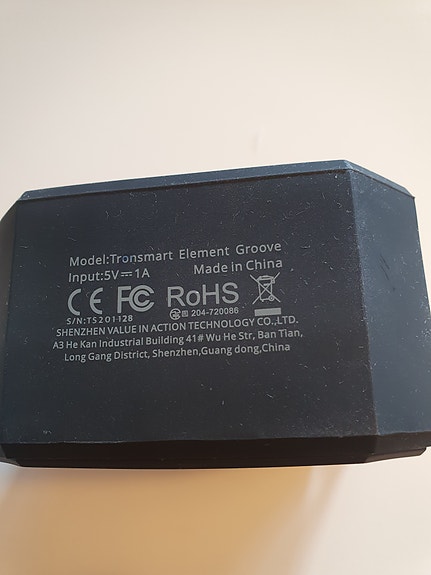 Model:Tronsmart Element Groove
Input:5V⎓1A Made in China
CE FC RoHS
204-720086
S/N:TS201-128
SHENZHEN VALUE IN ACTION TECHNOLOGY CO.,LTD.
A3 He Kan Industrial Building 41# Wu He Str, Ban Tian,
Long Gang District, Shenzhen,Guang dong,China